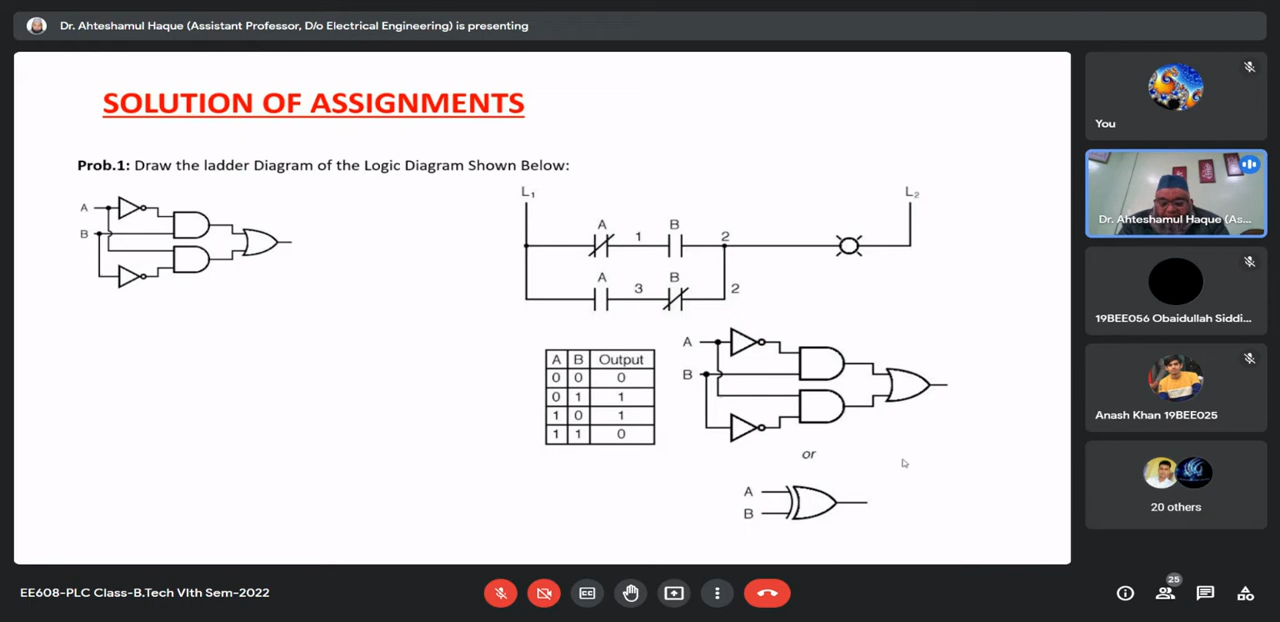 Dr. Ahteshamul Haque (Assistant Professor, D/o Electrical Engineering) is presenting
SOLUTION OF ASSIGNMENTS
Prob.1: Draw the ladder Diagram of the Logic Diagram Shown Below:
A
B
L1
L2
A
1
B
2
A
3
B
2
A B Output
0 0 0
0 1 1
1 0 1
1 1 0
A
B
or
A
B
You
Dr. Ahteshamul Haque (As...
19BEE056 Obaidullah Siddi...
Anash Khan 19BEE025
20 others
EE608-PLC Class-B.Tech VIth Sem-2022
CC
25